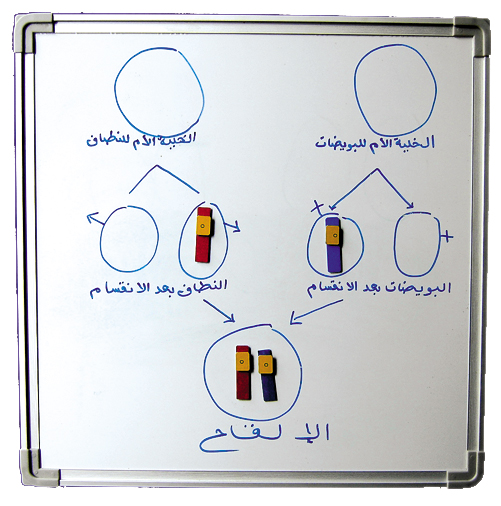 الخلية الأم للبويضات
الخلية الأم للنطاف
البويضات بعد الانقسام
النطاف بعد الانقسام
الإلقاح